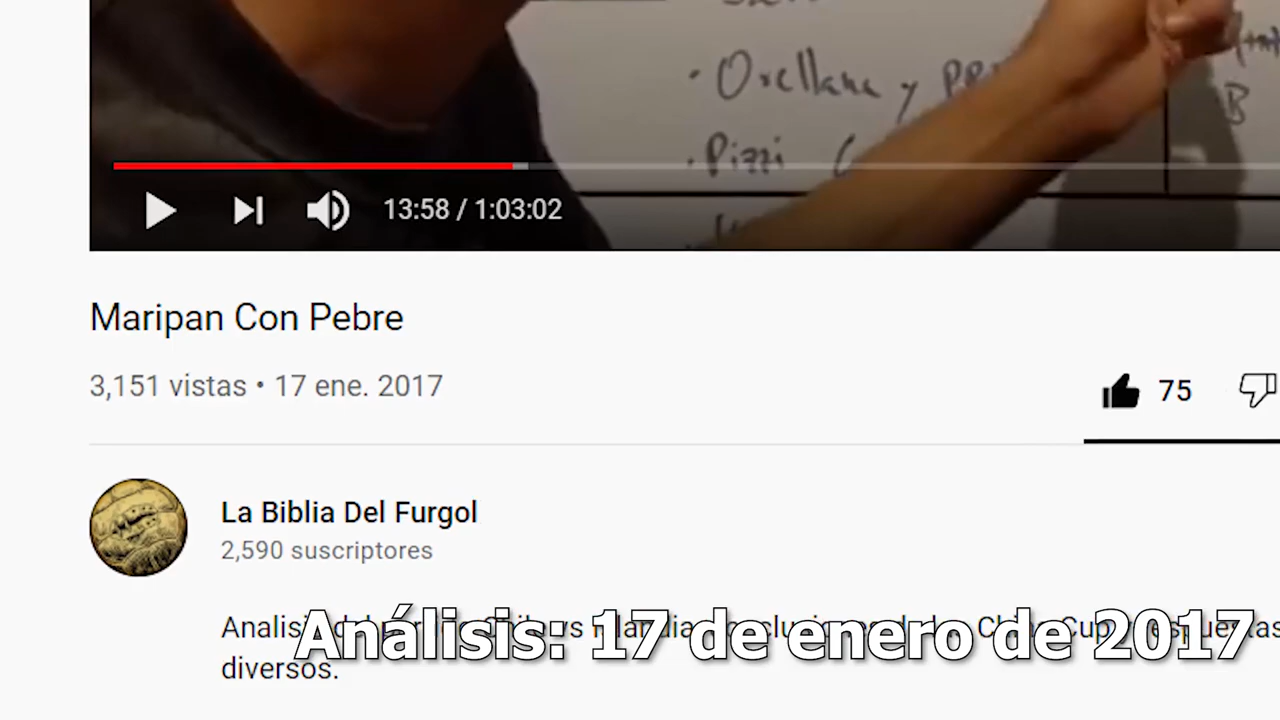 • Orellana y
• Pizzi (
B
13:58 / 1:03:02
Maripan Con Pebre
3,151 vistas • 17 ene. 2017
75
La Biblia Del Furgol
2,590 suscriptores
Análisis: 17 de enero de 2017
diversos.